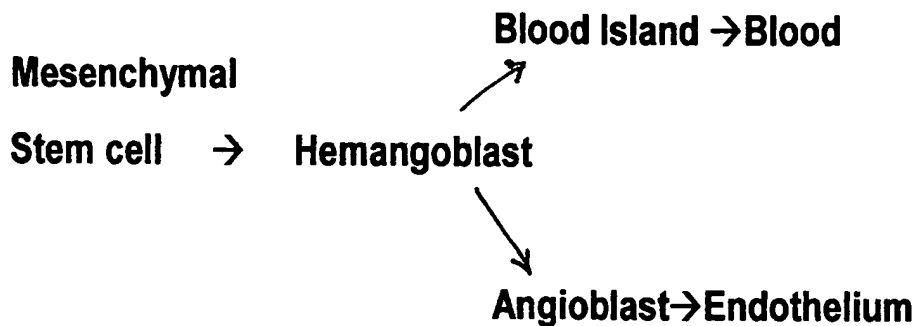 Blood Island →Blood
Mesenchymal
Stem cell → Hemangoblast
Angioblast→Endothelium